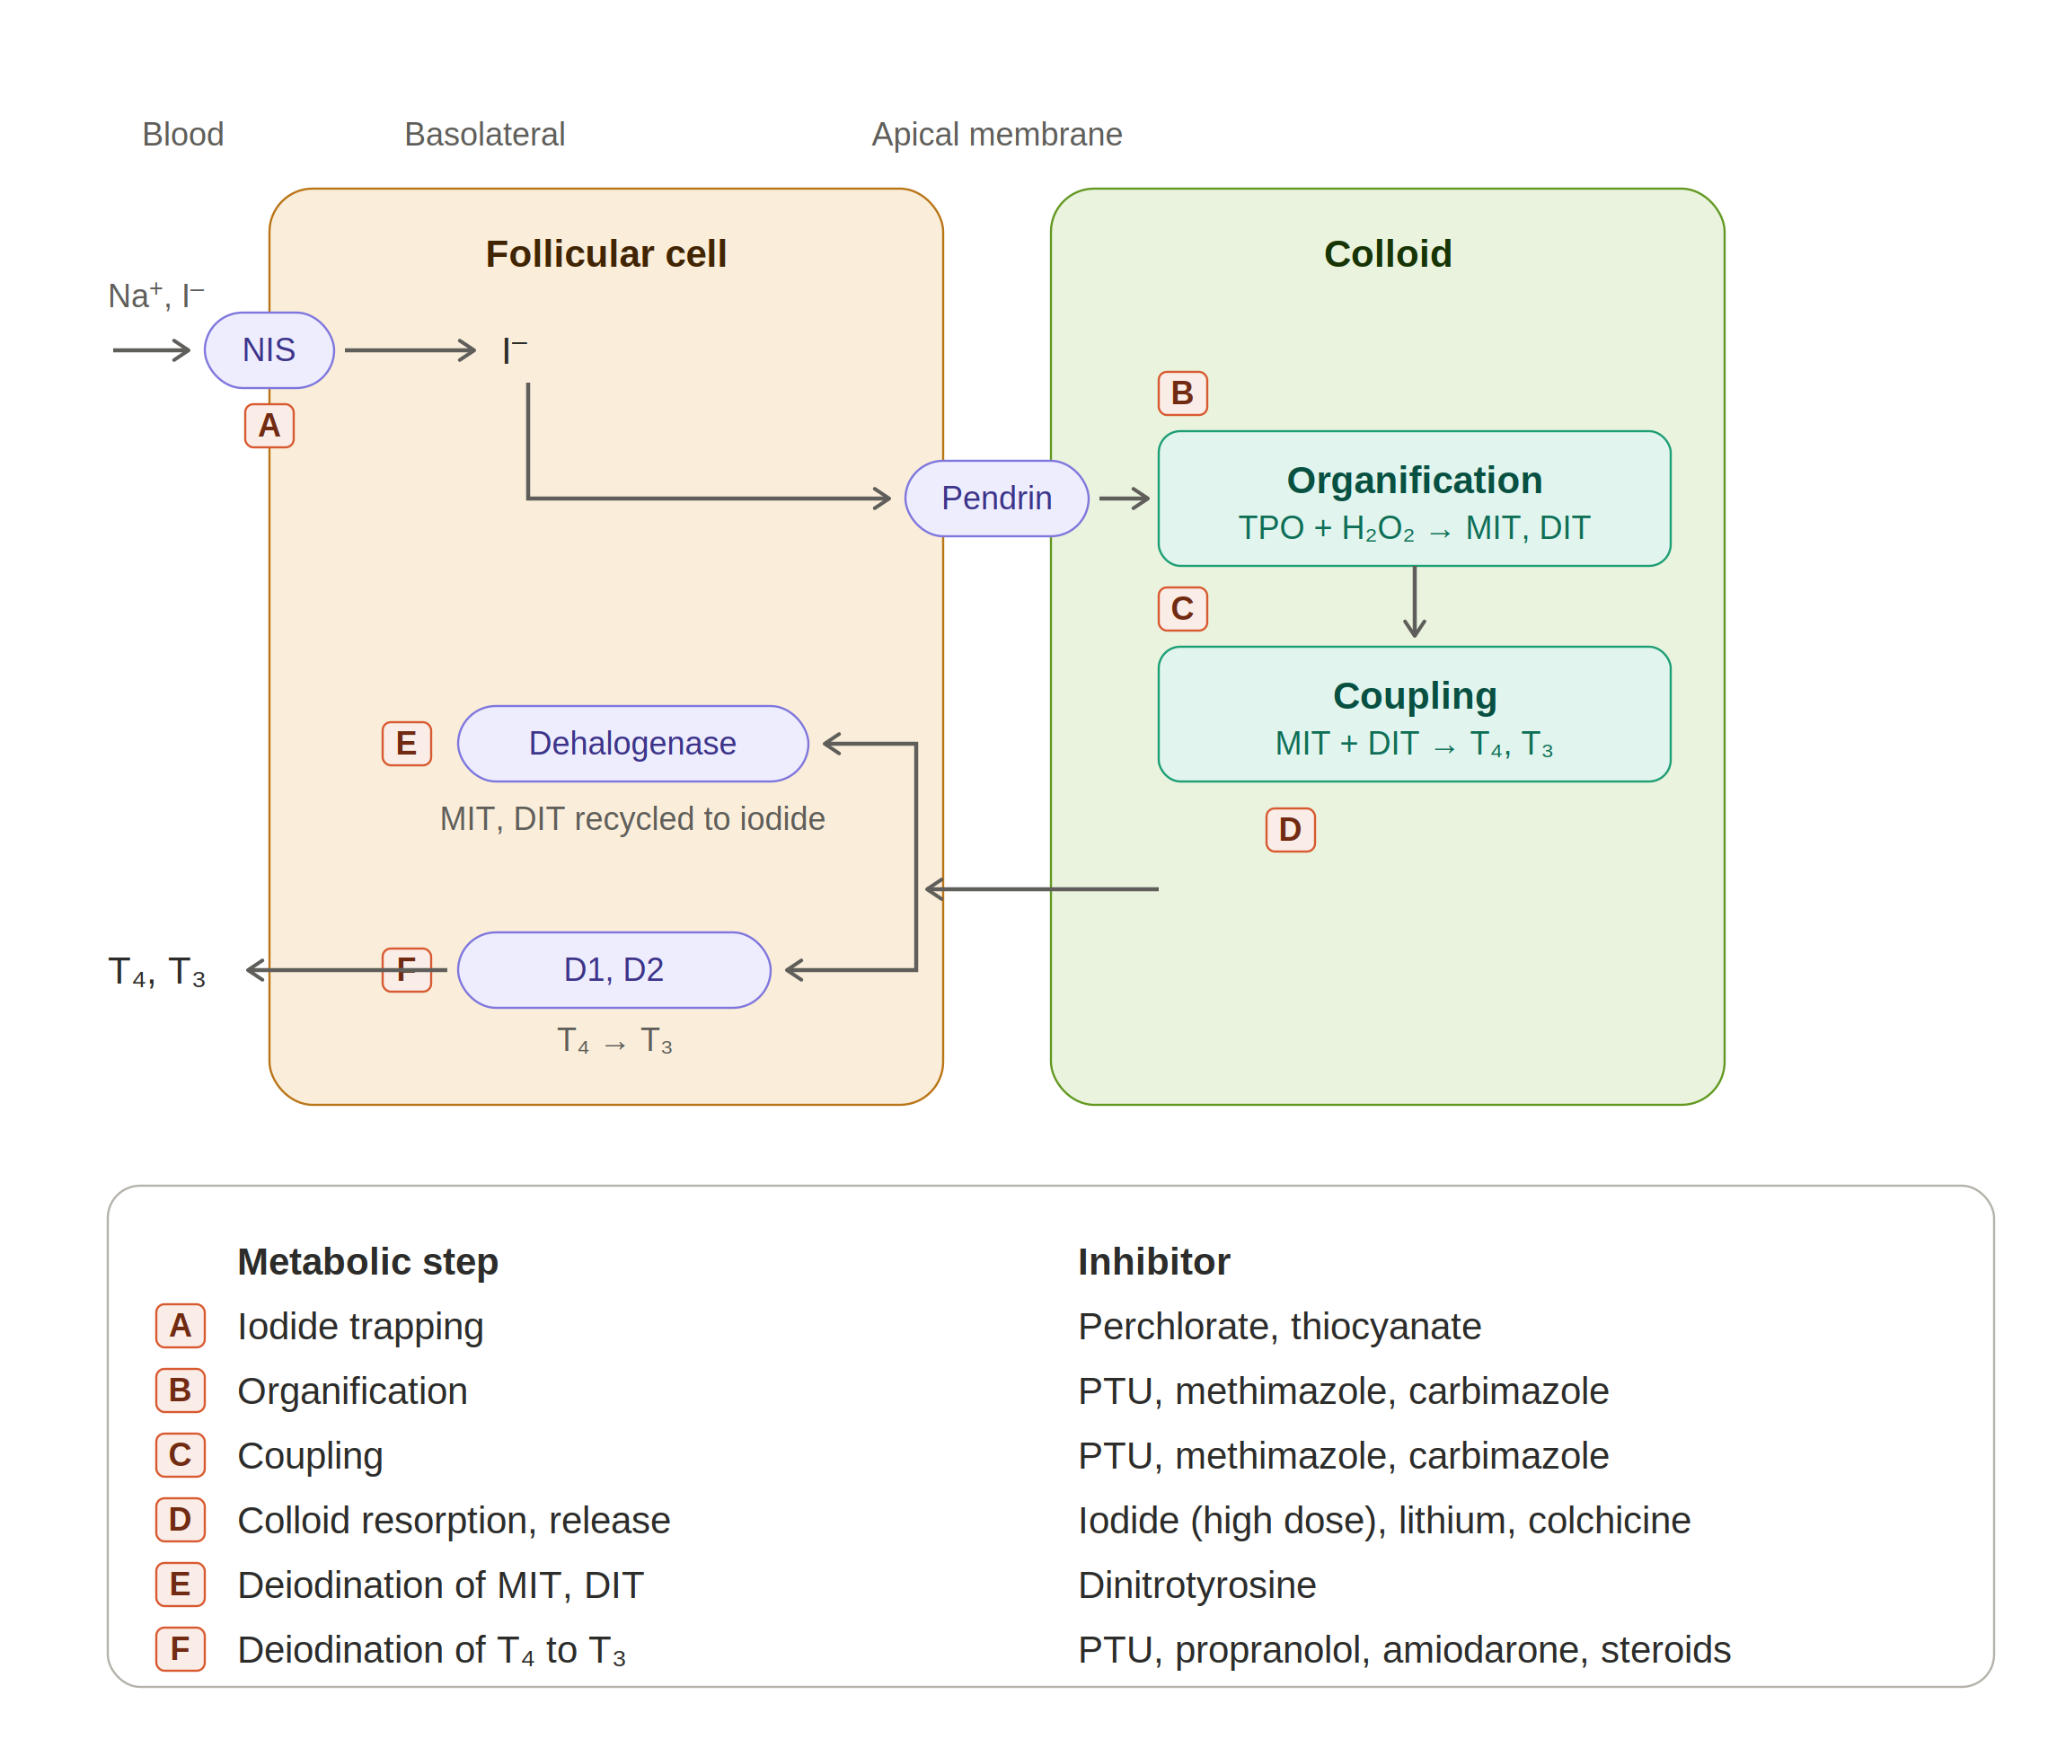 Blood Basolateral Apical membrane
Follicular cell
Colloid
Na⁺, I⁻
NIS
I⁻
A
B
Pendrin
Organification
TPO + H₂O₂ → MIT, DIT
C
Coupling
MIT + DIT → T₄, T₃
E
Dehalogenase
MIT, DIT recycled to iodide
D
T₄, T₃
F
D1, D2
T₄ → T₃
Metabolic step Inhibitor
A Iodide trapping Perchlorate, thiocyanate
B Organification PTU, methimazole, carbimazole
C Coupling PTU, methimazole, carbimazole
D Colloid resorption, release Iodide (high dose), lithium, colchicine
E Deiodination of MIT, DIT Dinitrotyrosine
F Deiodination of T₄ to T₃ PTU, propranolol, amiodarone, steroids